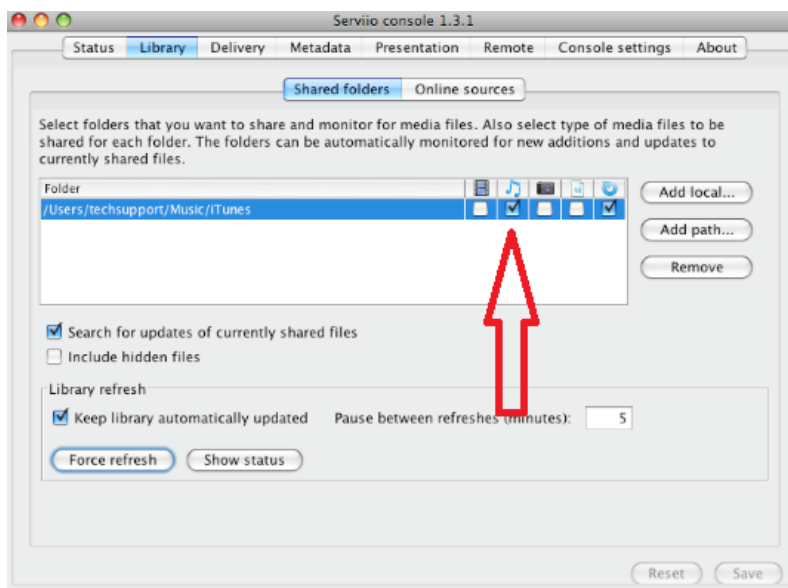 Serviio console 1.3.1
Status Library Delivery Metadata Presentation Remote Console settings About
Shared folders Online sources
Select folders that you want to share and monitor for media files. Also select type of media files to be
shared for each folder. The folders can be automatically monitored for new additions and updates to
currently shared files.
Folder
Add local...
/Users/techsupport/Music/iTunes
Add path...
Remove
Search for updates of currently shared files
Include hidden files
Library refresh
Keep library automatically updated Pause between refreshes (minutes): 5
Force refresh Show status
Reset Save